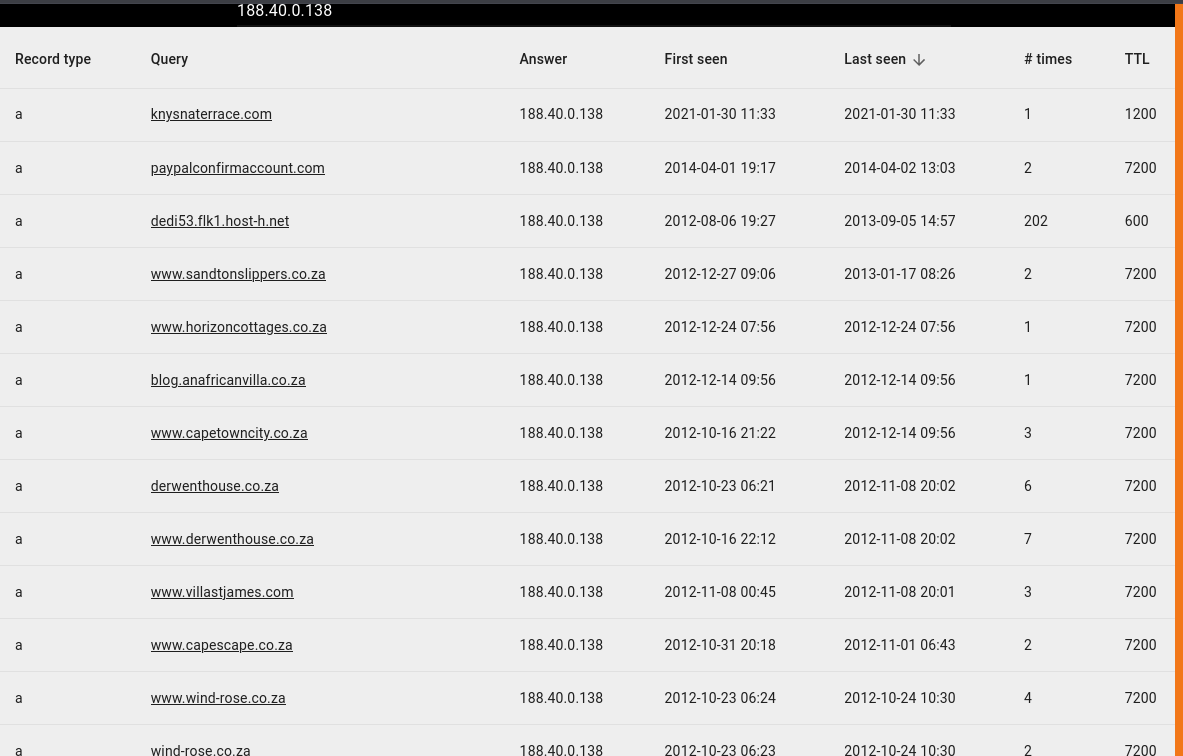 188.40.0.138
Record type Query Answer First seen Last seen ↓ # times TTL
a knysnaterrace.com 188.40.0.138 2021-01-30 11:33 2021-01-30 11:33 1 1200
a paypalconfirmaccount.com 188.40.0.138 2014-04-01 19:17 2014-04-02 13:03 2 7200
a dedi53.flk1.host-h.net 188.40.0.138 2012-08-06 19:27 2013-09-05 14:57 202 600
a www.sandtonslippers.co.za 188.40.0.138 2012-12-27 09:06 2013-01-17 08:26 2 7200
a www.horizoncottages.co.za 188.40.0.138 2012-12-24 07:56 2012-12-24 07:56 1 7200
a blog.anafricanvilla.co.za 188.40.0.138 2012-12-14 09:56 2012-12-14 09:56 1 7200
a www.capetowncity.co.za 188.40.0.138 2012-10-16 21:22 2012-12-14 09:56 3 7200
a derwenthouse.co.za 188.40.0.138 2012-10-23 06:21 2012-11-08 20:02 6 7200
a www.derwenthouse.co.za 188.40.0.138 2012-10-16 22:12 2012-11-08 20:02 7 7200
a www.villastjames.com 188.40.0.138 2012-11-08 00:45 2012-11-08 20:01 3 7200
a www.capescape.co.za 188.40.0.138 2012-10-31 20:18 2012-11-01 06:43 2 7200
a www.wind-rose.co.za 188.40.0.138 2012-10-23 06:24 2012-10-24 10:30 4 7200
a wind-rose.co.za 188.40.0.138 2012-10-23 06:23 2012-10-24 10:30 2 7200